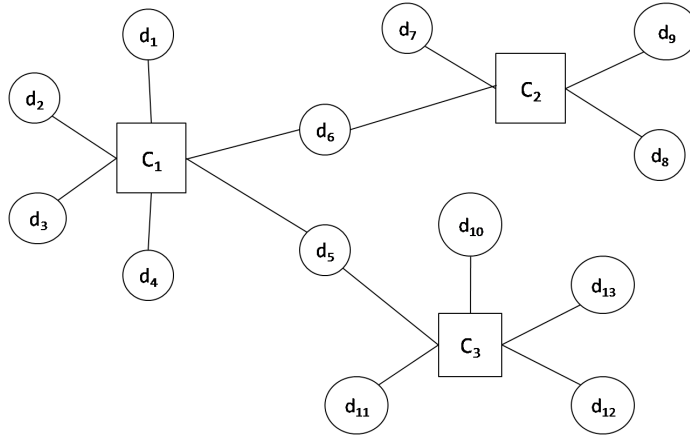 d₁
d₂
C₁
d₃
d₄
d₆
d₅
d₇
C₂
d₉
d₈
d₁₀
C₃
d₁₃
d₁₁
d₁₂